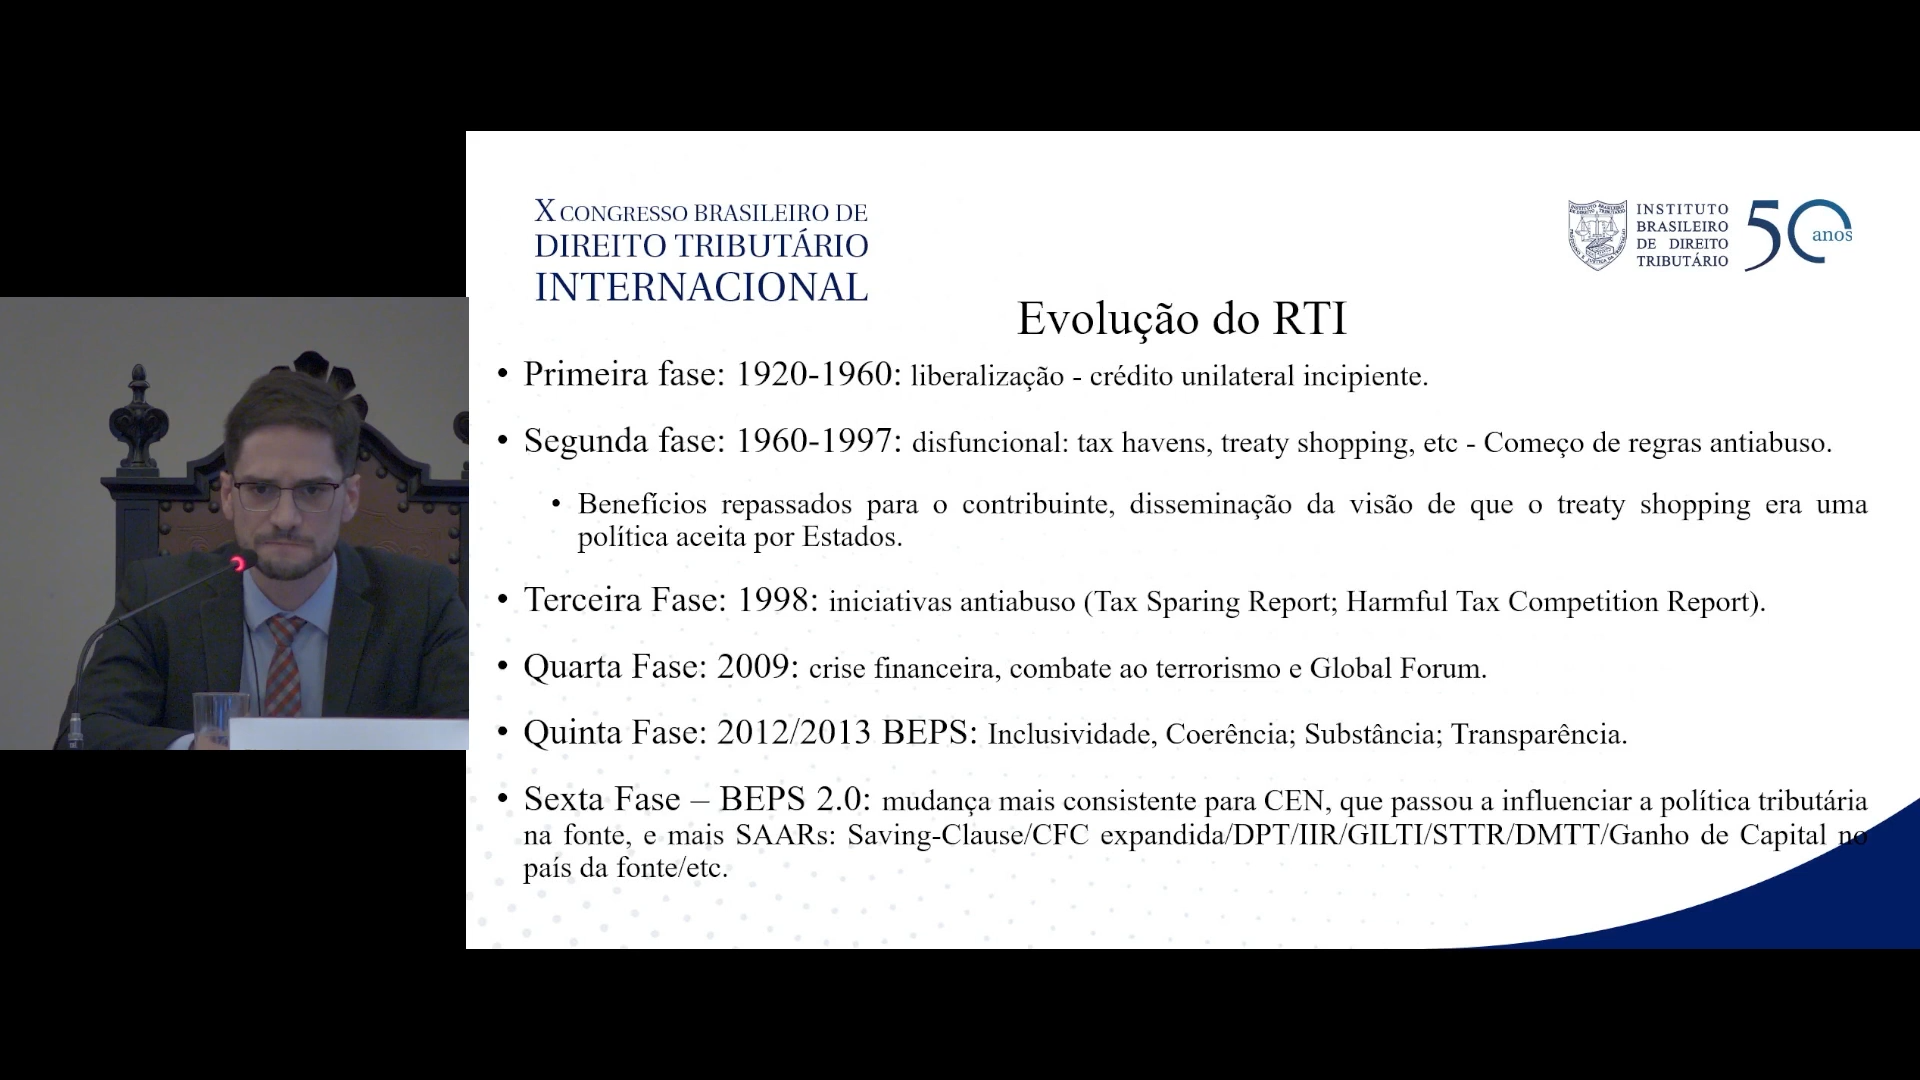 X CONGRESSO BRASILEIRO DE
DIREITO TRIBUTÁRIO
INTERNACIONAL
INSTITUTO
BRASILEIRO
DE DIREITO
TRIBUTÁRIO
50 anos
Evolução do RTI
• Primeira fase: 1920-1960: liberalização - crédito unilateral incipiente.
• Segunda fase: 1960-1997: disfuncional: tax havens, treaty shopping, etc - Começo de regras antiabuso.
• Benefícios repassados para o contribuinte, disseminação da visão de que o treaty shopping era uma
política aceita por Estados.
• Terceira Fase: 1998: iniciativas antiabuso (Tax Sparing Report; Harmful Tax Competition Report).
• Quarta Fase: 2009: crise financeira, combate ao terrorismo e Global Forum.
• Quinta Fase: 2012/2013 BEPS: Inclusividade, Coerência; Substância; Transparência.
• Sexta Fase – BEPS 2.0: mudança mais consistente para CEN, que passou a influenciar a política tributária
na fonte, e mais SAARs: Saving-Clause/CFC expandida/DPT/IIR/GILTI/STTR/DMTT/Ganho de Capital no
país da fonte/etc.